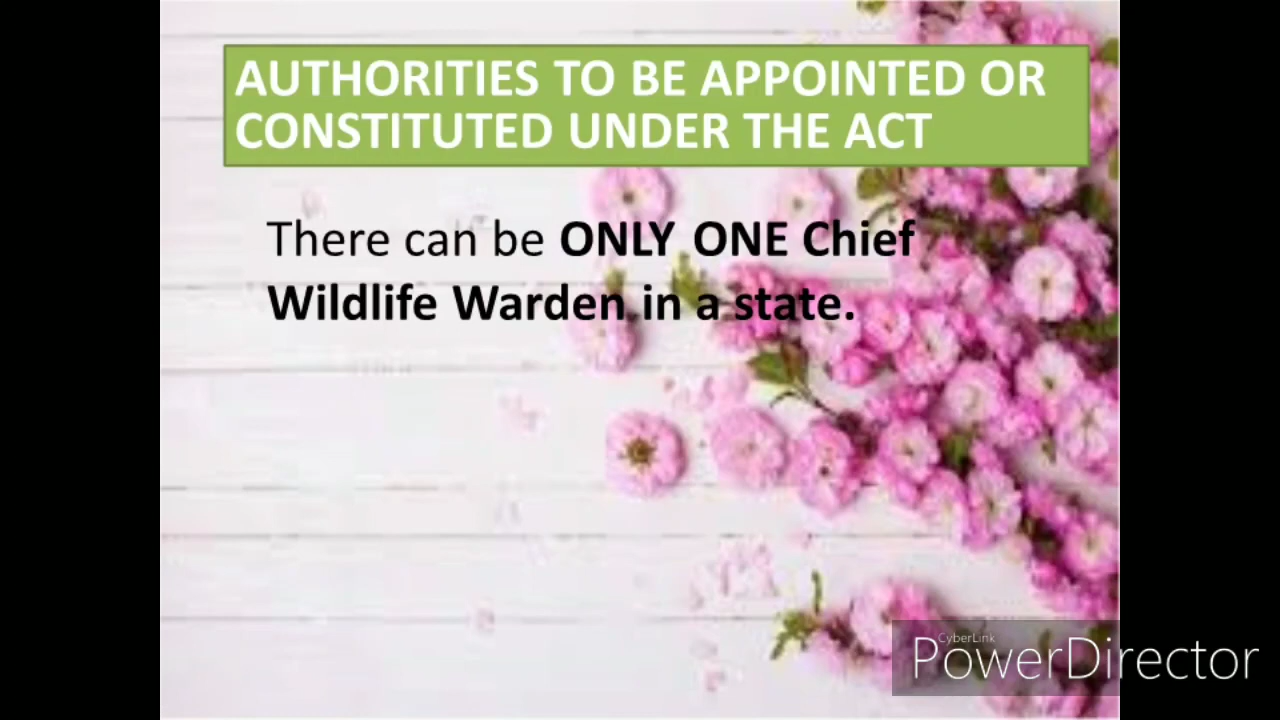 AUTHORITIES TO BE APPOINTED OR
CONSTITUTED UNDER THE ACT
There can be ONLY ONE Chief
Wildlife Warden in a state.
CyberLink
PowerDirector